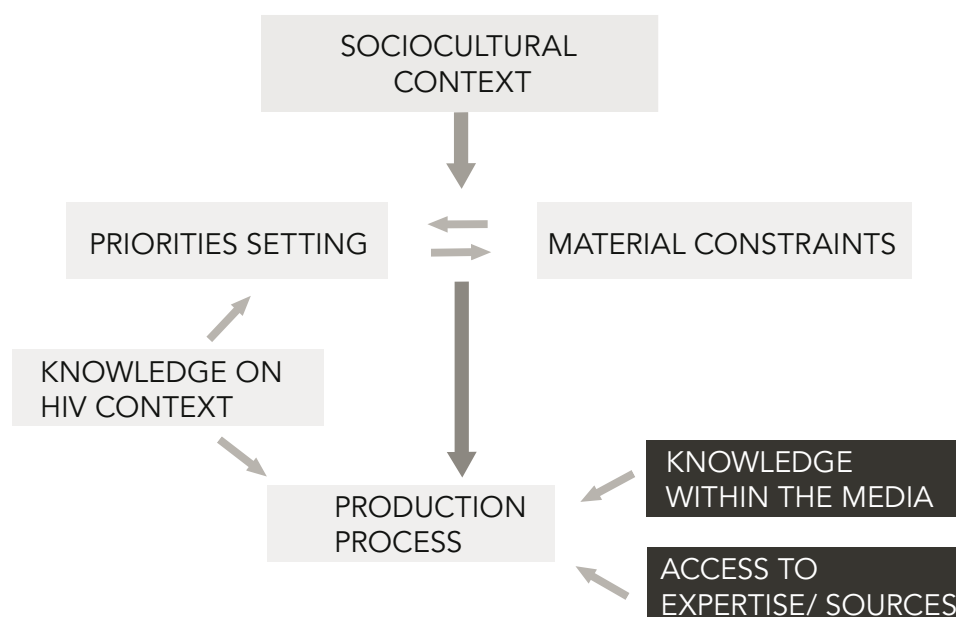 SOCIOCULTURAL
CONTEXT
PRIORITIES SETTING
MATERIAL CONSTRAINTS
KNOWLEDGE ON
HIV CONTEXT
KNOWLEDGE
WITHIN THE MEDIA
PRODUCTION
PROCESS
ACCESS TO
EXPERTISE/ SOURCES